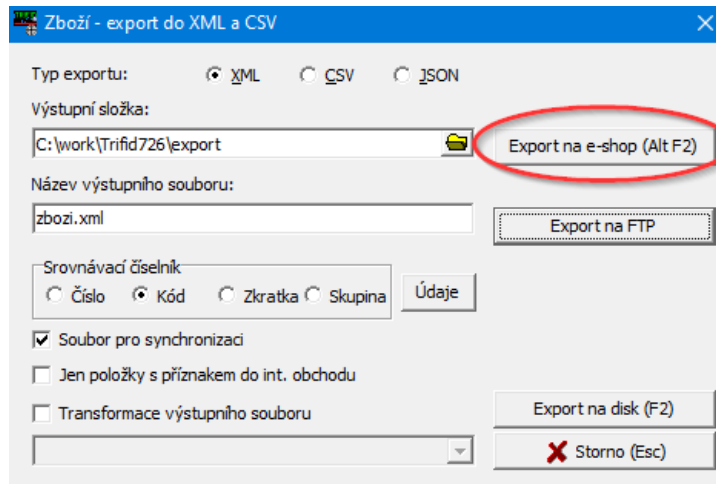 Zboží - export do XML a CSV
Typ exportu: XML CSV JSON
Výstupní složka:
C:\work\Trifid726\export
Export na e-shop (Alt F2)
Název výstupního souboru:
zbozi.xml
Export na FTP
Srovnávací číselník
Číslo Kód Zkratka Skupina
Údaje
Soubor pro synchronizaci
Jen položky s příznakem do int. obchodu
Transformace výstupního souboru
Export na disk (F2)
Storno (Esc)